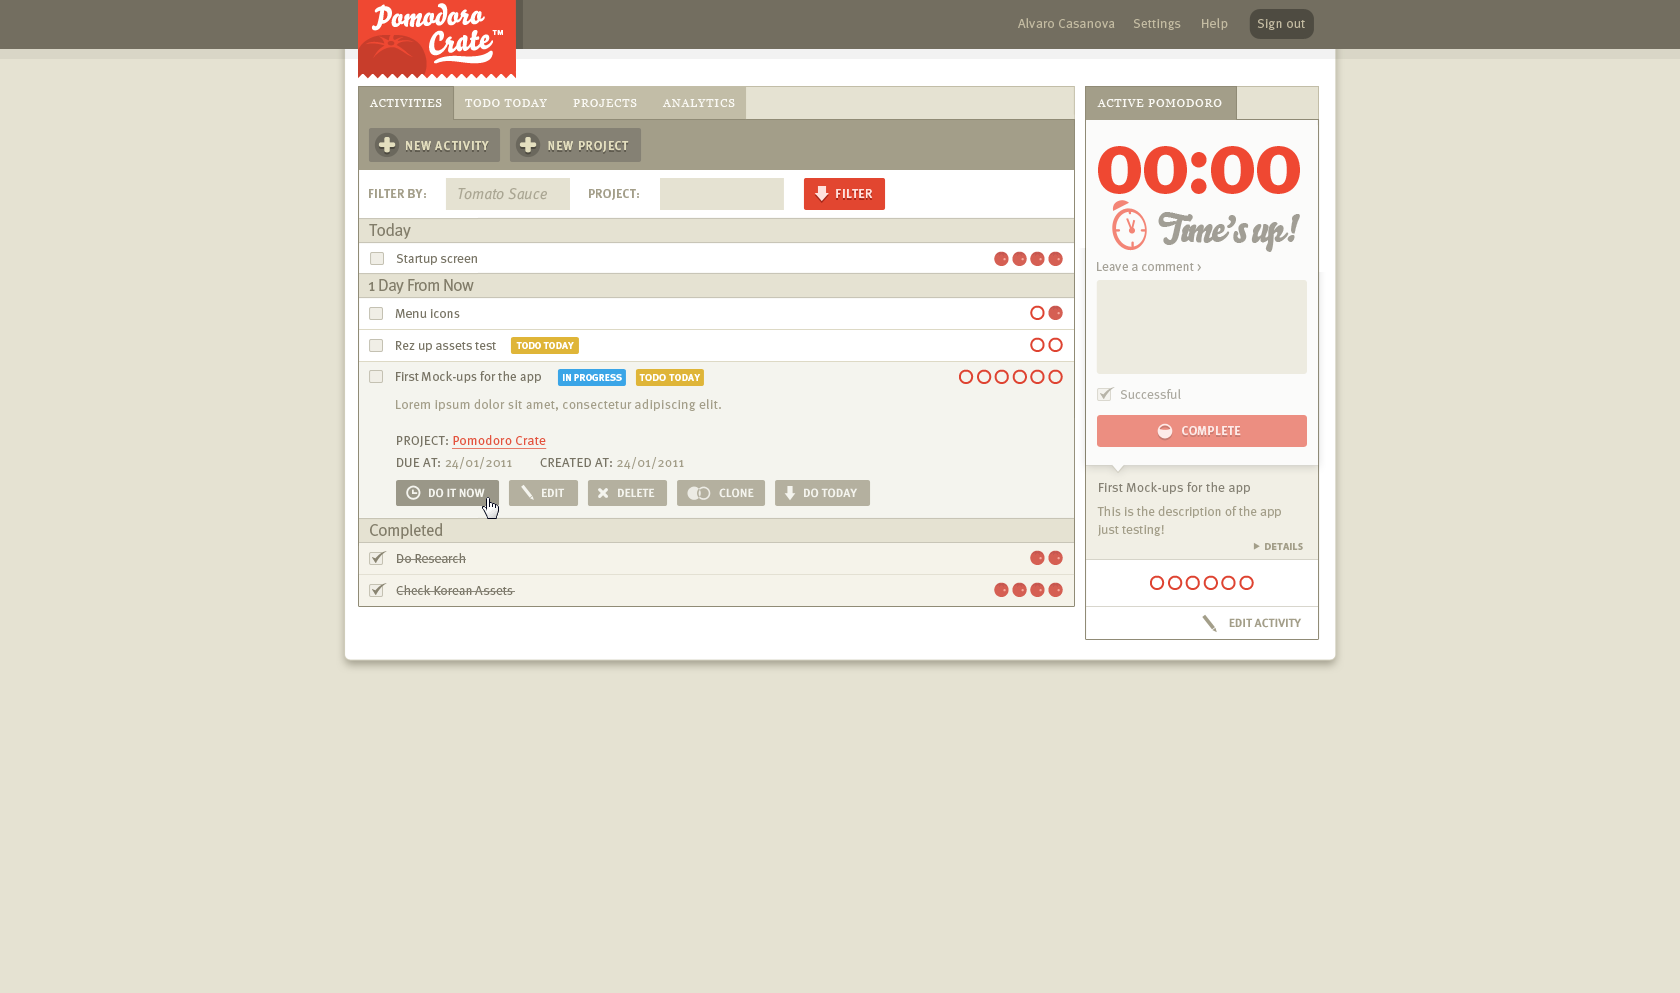 Pomodoro
Crate™
Alvaro Casanova Settings Help Sign out
ACTIVITIES TODO TODAY PROJECTS ANALYTICS
NEW ACTIVITY NEW PROJECT
FILTER BY: Tomato Sauce PROJECT: FILTER
Today
Startup screen
1 Day From Now
Menu icons
Rez up assets test TODO TODAY
First Mock-ups for the app IN PROGRESS TODO TODAY
Lorem ipsum dolor sit amet, consectetur adipiscing elit.
PROJECT: Pomodoro Crate
DUE AT: 24/01/2011 CREATED AT: 24/01/2011
DO IT NOW EDIT DELETE CLONE DO TODAY
Completed
Do Research
Check Korean Assets
ACTIVE POMODORO
00:00
Time's up!
Leave a comment ›
Successful
COMPLETE
First Mock-ups for the app
This is the description of the app
just testing!
DETAILS
EDIT ACTIVITY